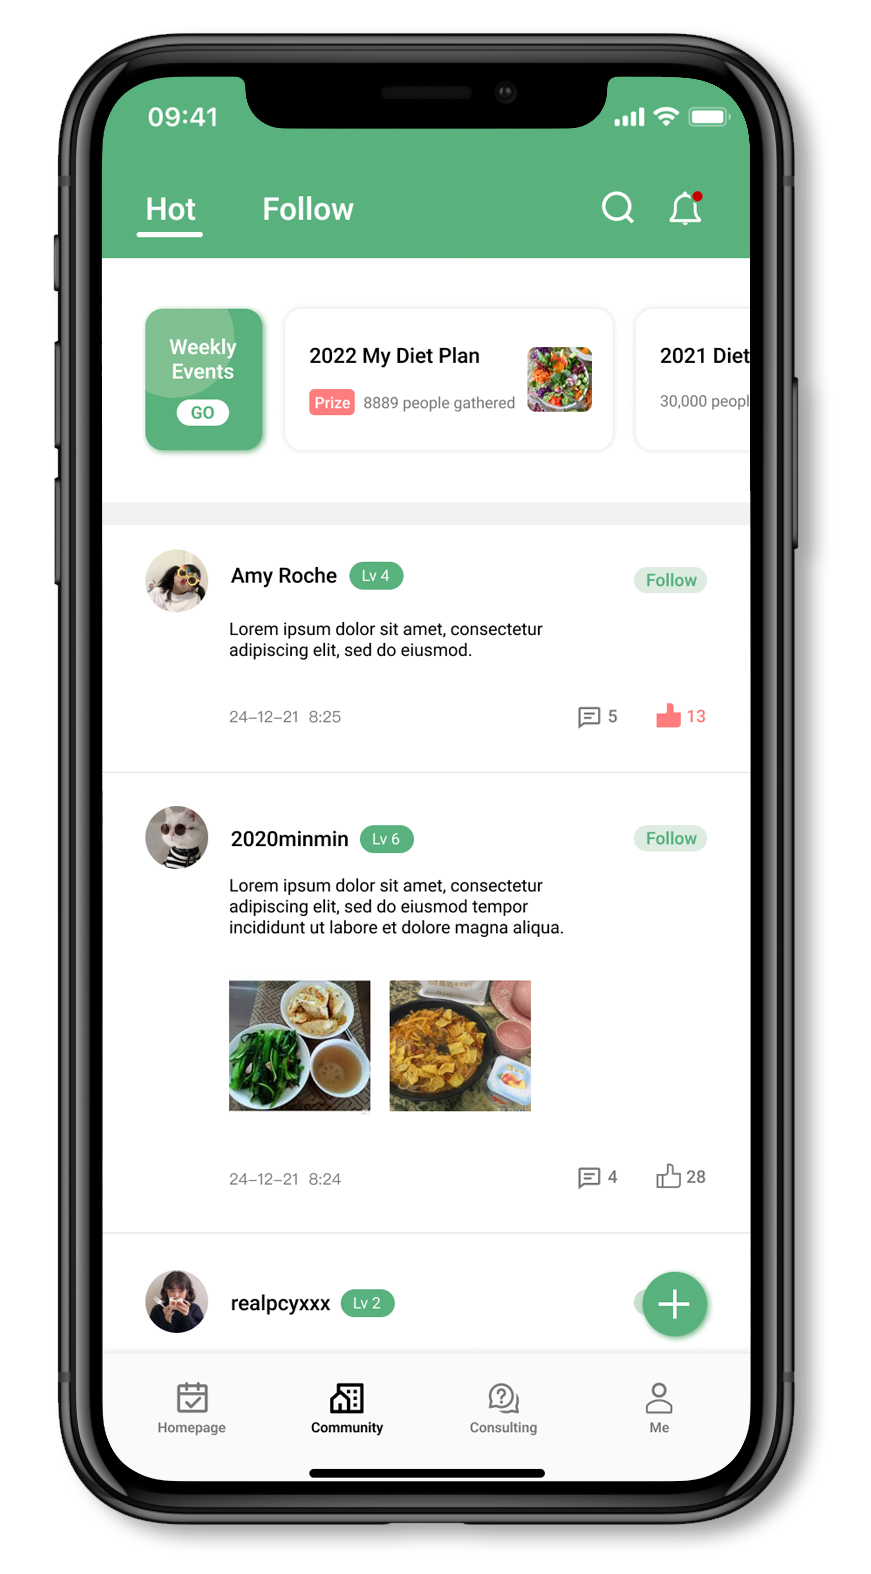 09:41
Hot Follow
Weekly
Events
GO
2022 My Diet Plan
Prize 8889 people gathered
2021 Diet
30,000 peopl
Amy Roche Lv 4 Follow
Lorem ipsum dolor sit amet, consectetur
adipiscing elit, sed do eiusmod.
24-12-21 8:25 5 13
2020minmin Lv 6 Follow
Lorem ipsum dolor sit amet, consectetur
adipiscing elit, sed do eiusmod tempor
incididunt ut labore et dolore magna aliqua.
24-12-21 8:24 4 28
realpcyxxx Lv 2
Homepage Community Consulting Me